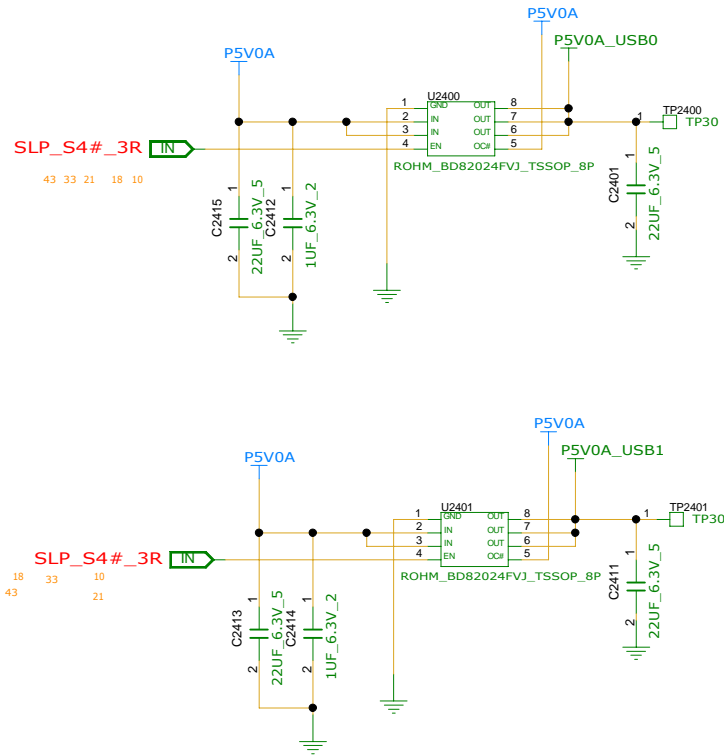 P5V0A
P5V0A_USB0
P5V0A
U2400
1 GND OUT 8
2 IN OUT 7
3 IN OUT 6
4 EN OC# 5
ROHM_BD82024FVJ_TSSOP_8P
1
TP2400
TP30
SLP_S4#_3R IN
43 33 21 18 10
1
C2415
22UF_6.3V_5
2
1
C2412
1UF_6.3V_2
2
1
C2401
22UF_6.3V_5
2
P5V0A
P5V0A_USB1
P5V0A
U2401
1 GND OUT 8
2 IN OUT 7
3 IN OUT 6
4 EN OC# 5
ROHM_BD82024FVJ_TSSOP_8P
1
TP2401
TP30
SLP_S4#_3R IN
18 33 10
43 21
1
C2413
22UF_6.3V_5
2
1
C2414
1UF_6.3V_2
2
1
C2411
22UF_6.3V_5
2